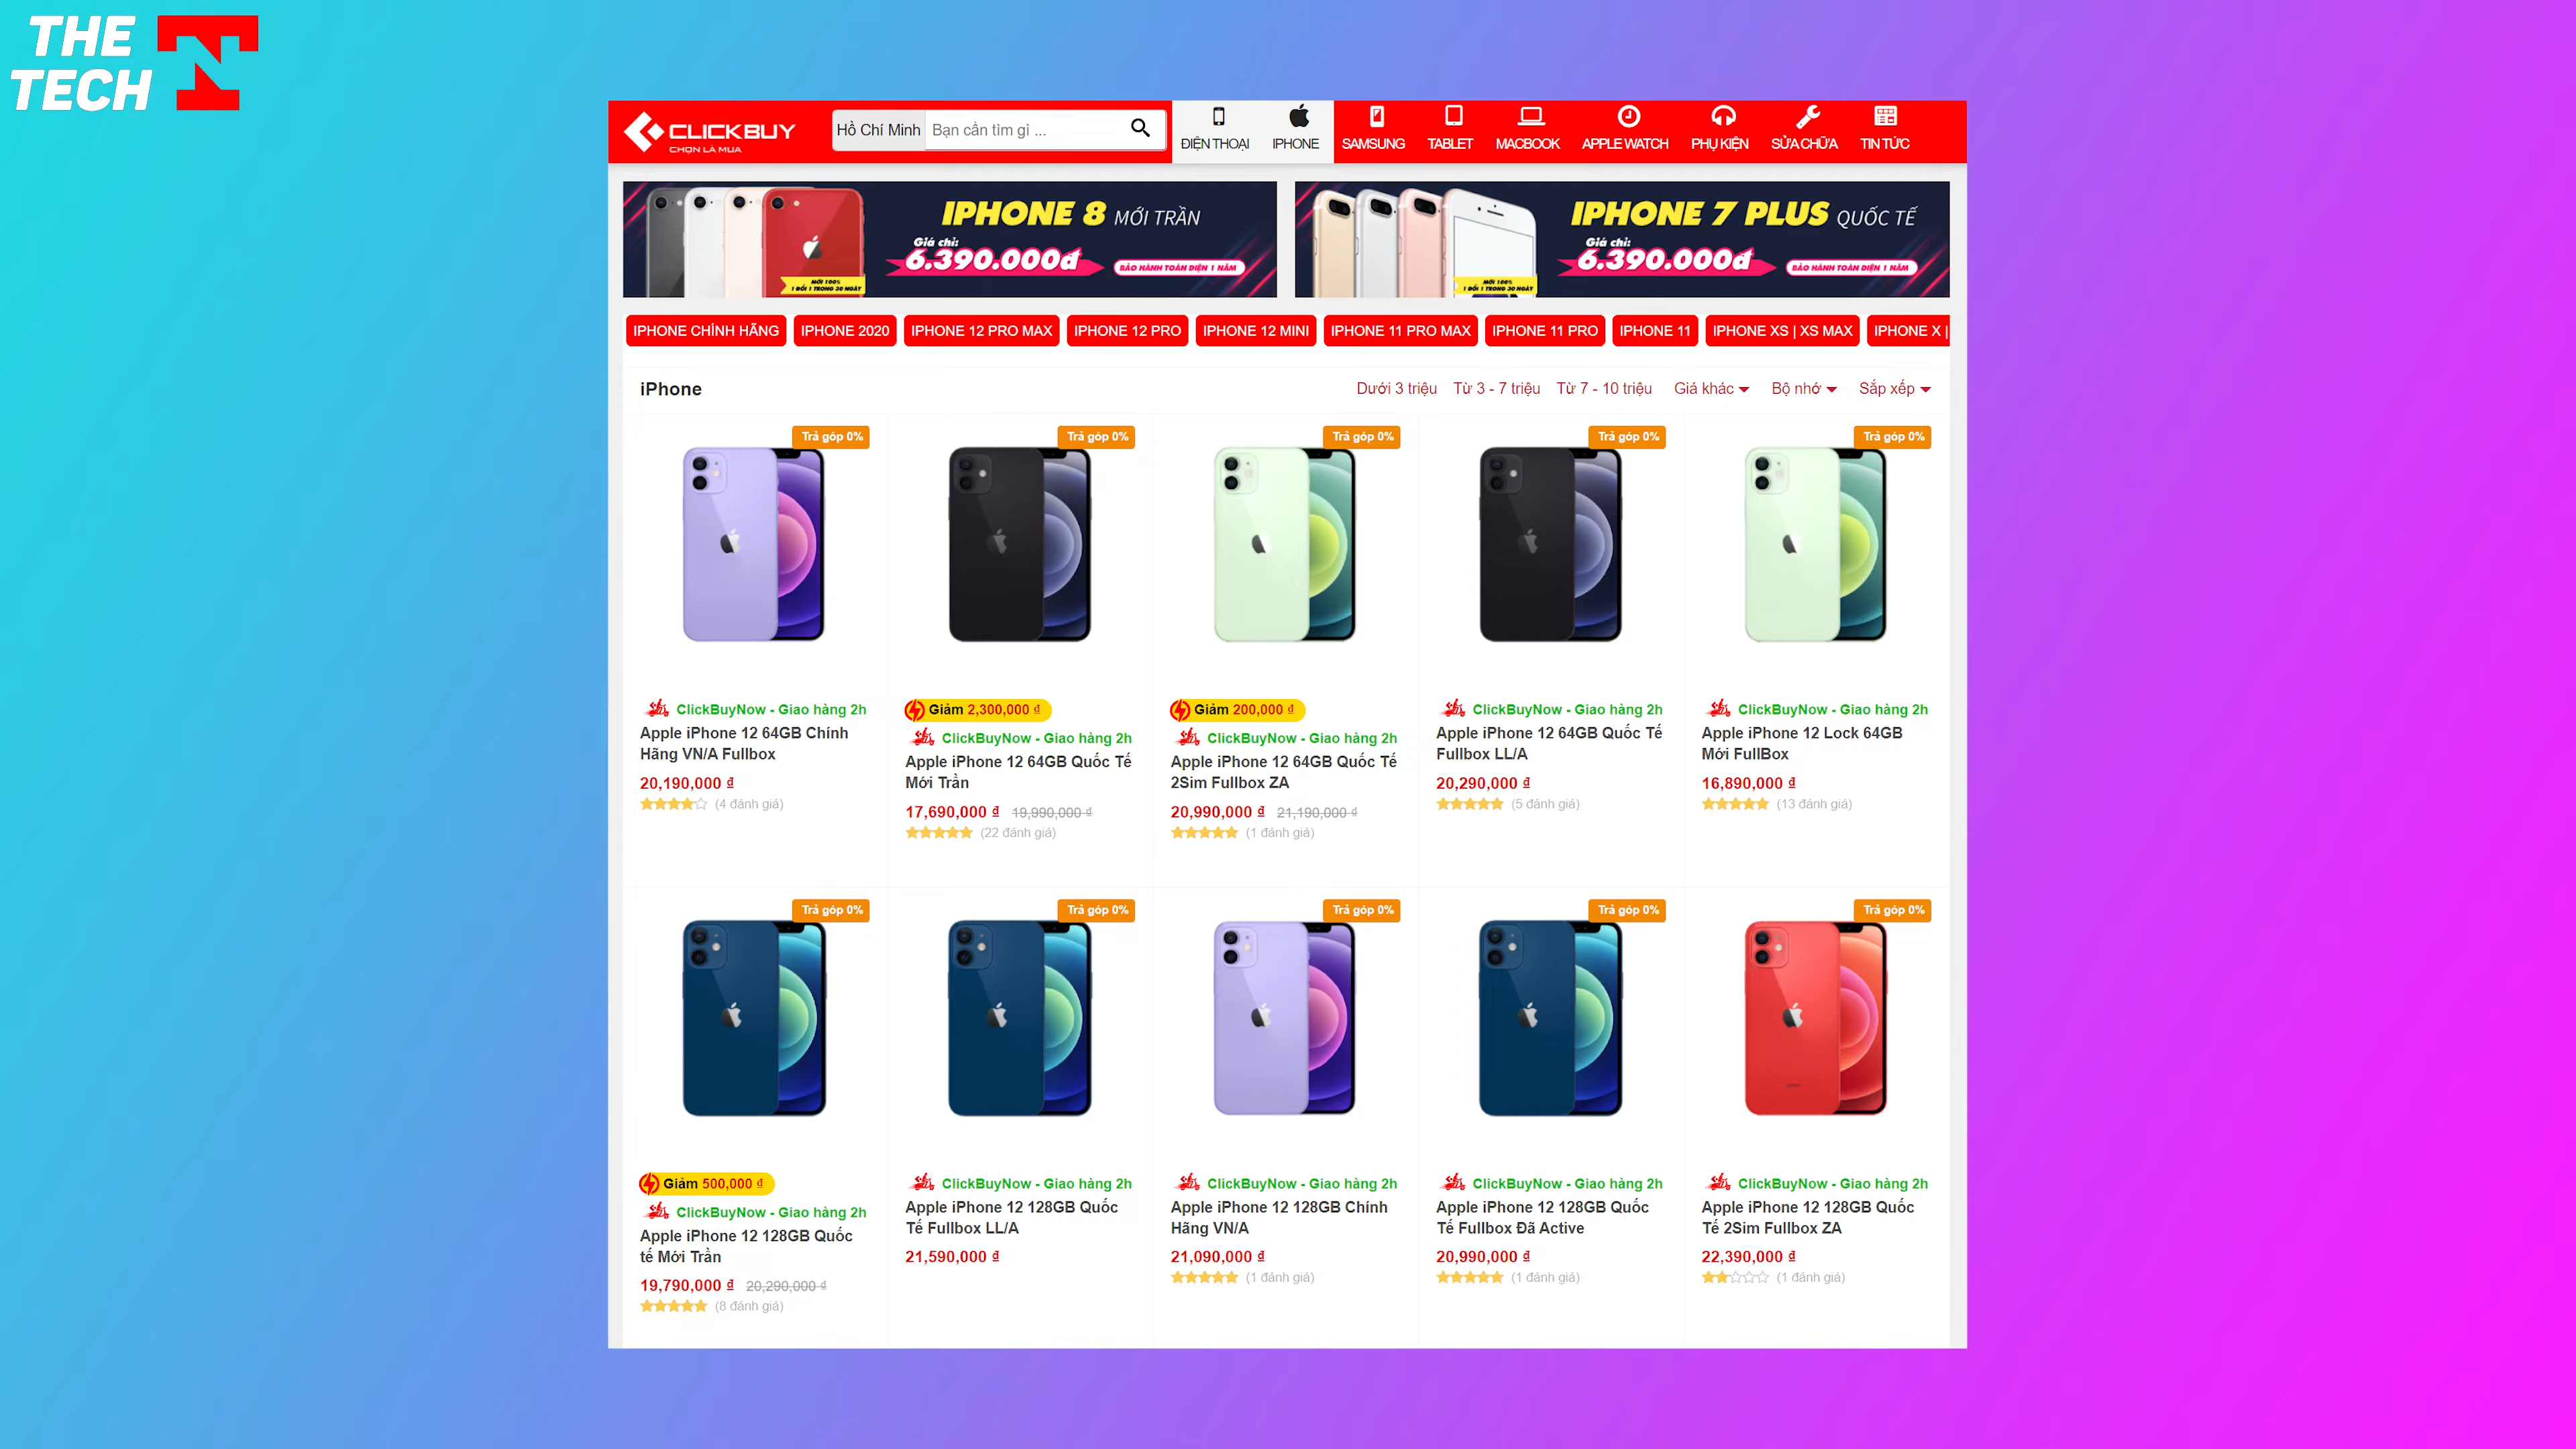 THE
TECH
CLICKBUY
CHỌN LÀ MUA
Hồ Chí Minh
Bạn cần tìm gì ...
ĐIỆN THOẠI
IPHONE
SAMSUNG
TABLET
MACBOOK
APPLE WATCH
PHỤ KIỆN
SỬA CHỮA
TIN TỨC
IPHONE 8 MỚI TRẦN
Giá chỉ:
6.390.000đ
BẢO HÀNH TOÀN DIỆN 1 NĂM
MỚI 100%
1 ĐỔI 1 TRONG 30 NGÀY
IPHONE 7 PLUS QUỐC TẾ
Giá chỉ:
6.390.000đ
BẢO HÀNH TOÀN DIỆN 1 NĂM
MỚI 100%
1 ĐỔI 1 TRONG 30 NGÀY
IPHONE CHÍNH HÃNG
IPHONE 2020
IPHONE 12 PRO MAX
IPHONE 12 PRO
IPHONE 12 MINI
IPHONE 11 PRO MAX
IPHONE 11 PRO
IPHONE 11
IPHONE XS | XS MAX
IPHONE X |
iPhone
Dưới 3 triệu
Từ 3 - 7 triệu
Từ 7 - 10 triệu
Giá khác
Bộ nhớ
Sắp xếp
Trả góp 0%
ClickBuyNow - Giao hàng 2h
Apple iPhone 12 64GB Chính
Hãng VN/A Fullbox
20,190,000 ₫
(4 đánh giá)
Trả góp 0%
Giảm 2,300,000 ₫
ClickBuyNow - Giao hàng 2h
Apple iPhone 12 64GB Quốc Tế
Mới Trần
17,690,000 ₫ 19,990,000 ₫
(22 đánh giá)
Trả góp 0%
Giảm 200,000 ₫
ClickBuyNow - Giao hàng 2h
Apple iPhone 12 64GB Quốc Tế
2Sim Fullbox ZA
20,990,000 ₫ 21,190,000 ₫
(1 đánh giá)
Trả góp 0%
ClickBuyNow - Giao hàng 2h
Apple iPhone 12 64GB Quốc Tế
Fullbox LL/A
20,290,000 ₫
(5 đánh giá)
Trả góp 0%
ClickBuyNow - Giao hàng 2h
Apple iPhone 12 Lock 64GB
Mới FullBox
16,890,000 ₫
(13 đánh giá)
Trả góp 0%
Giảm 500,000 ₫
ClickBuyNow - Giao hàng 2h
Apple iPhone 12 128GB Quốc
tế Mới Trần
19,790,000 ₫ 20,290,000 ₫
(8 đánh giá)
Trả góp 0%
ClickBuyNow - Giao hàng 2h
Apple iPhone 12 128GB Quốc
Tế Fullbox LL/A
21,590,000 ₫
Trả góp 0%
ClickBuyNow - Giao hàng 2h
Apple iPhone 12 128GB Chính
Hãng VN/A
21,090,000 ₫
(1 đánh giá)
Trả góp 0%
ClickBuyNow - Giao hàng 2h
Apple iPhone 12 128GB Quốc
Tế Fullbox Đã Active
20,990,000 ₫
(1 đánh giá)
Trả góp 0%
ClickBuyNow - Giao hàng 2h
Apple iPhone 12 128GB Quốc
Tế 2Sim Fullbox ZA
22,390,000 ₫
(1 đánh giá)